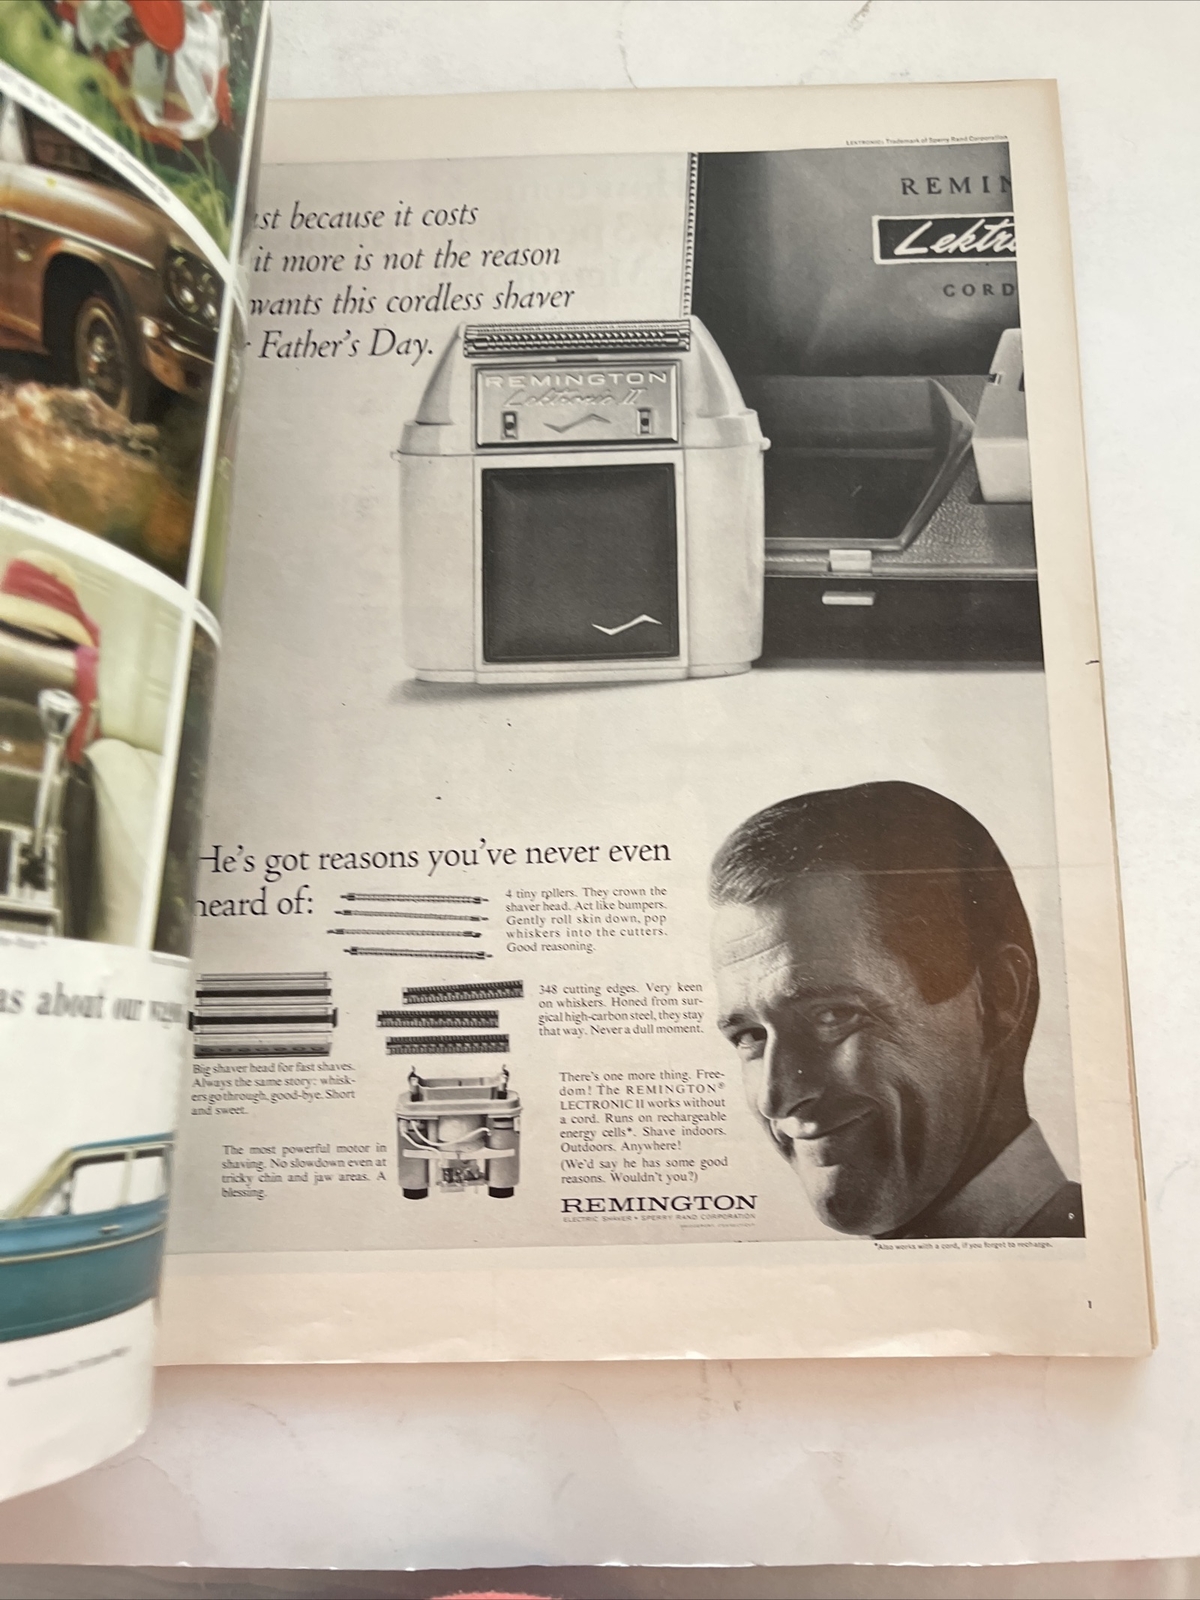 LEKTRONIC: Trademark of Sperry Rand Corporation
ust because it costs
it more is not the reason
wants this cordless shaver
Father's Day.
REMIN
Lektro
CORD
REMINGTON
Lektronic II
He's got reasons you've never even
heard of:
4 tiny rollers. They crown the
shaver head. Act like bumpers.
Gently roll skin down, pop
whiskers into the cutters.
Good reasoning.
348 cutting edges. Very keen
on whiskers. Honed from sur-
gical high-carbon steel, they stay
that way. Never a dull moment.
Big shaver head for fast shaves.
Always the same story: whisk-
ers go through, good-bye. Short
and sweet.
The most powerful motor in
shaving. No slowdown even at
tricky chin and jaw areas. A
blessing.
There's one more thing. Free-
dom! The REMINGTON®
LECTRONIC II works without
a cord. Runs on rechargeable
energy cells*. Shave indoors.
Outdoors. Anywhere!
(We'd say he has some good
reasons. Wouldn't you?)
REMINGTON
ELECTRIC SHAVER • SPERRY RAND CORPORATION
*Also works with a cord, if you forget to recharge.
1
as about our